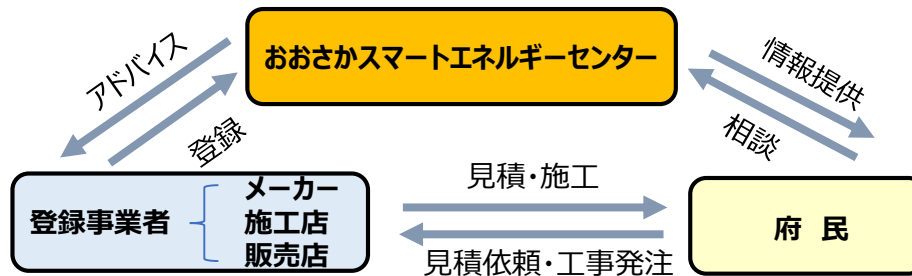 おおさかスマートエネルギーセンター
アドバイス
登録
情報提供
相談
登録事業者
メーカー
施工店
販売店
見積・施工
見積依頼・工事発注
府 民